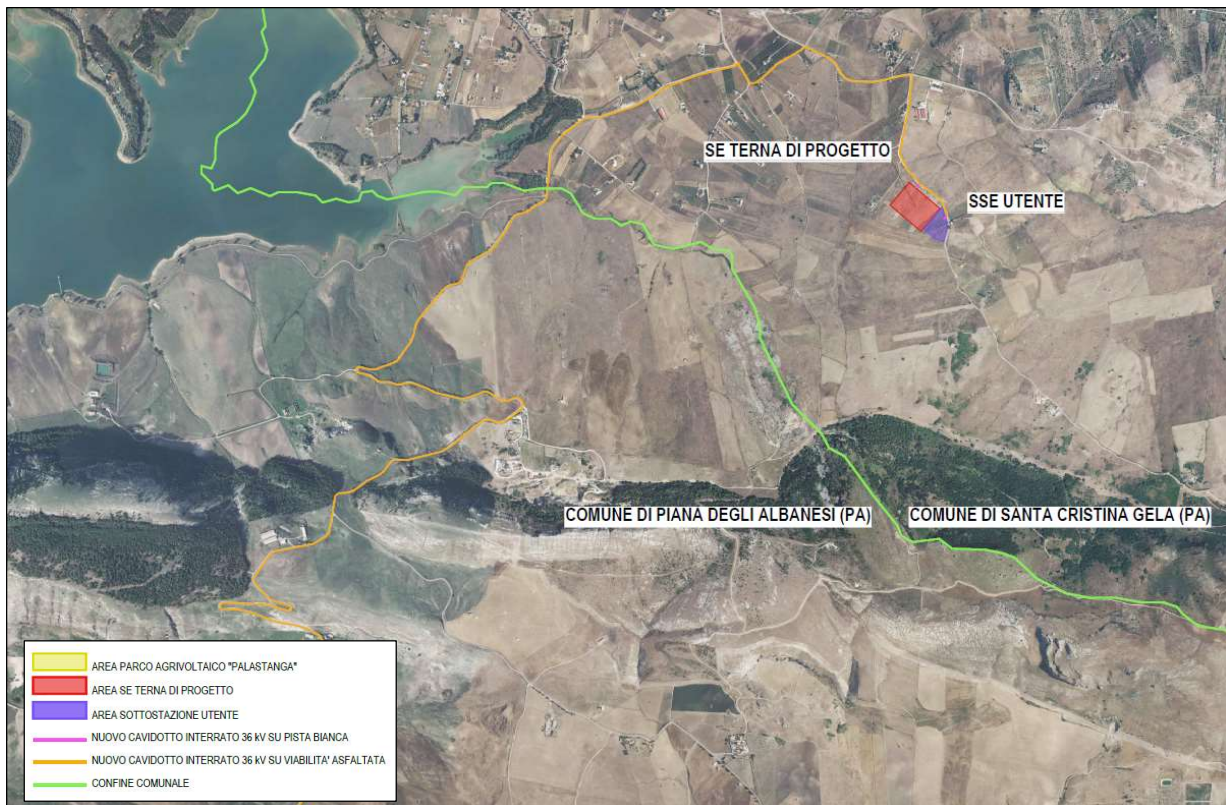 SE TERNA DI PROGETTO
SSE UTENTE
COMUNE DI PIANA DEGLI ALBANESI (PA)
COMUNE DI SANTA CRISTINA GELA (PA)
AREA PARCO AGRIVOLTAICO "PALASTANGA"
AREA SE TERNA DI PROGETTO
AREA SOTTOSTAZIONE UTENTE
NUOVO CAVIDOTTO INTERRATO 36 kV SU PISTA BIANCA
NUOVO CAVIDOTTO INTERRATO 36 kV SU VIABILITA' ASFALTATA
CONFINE COMUNALE